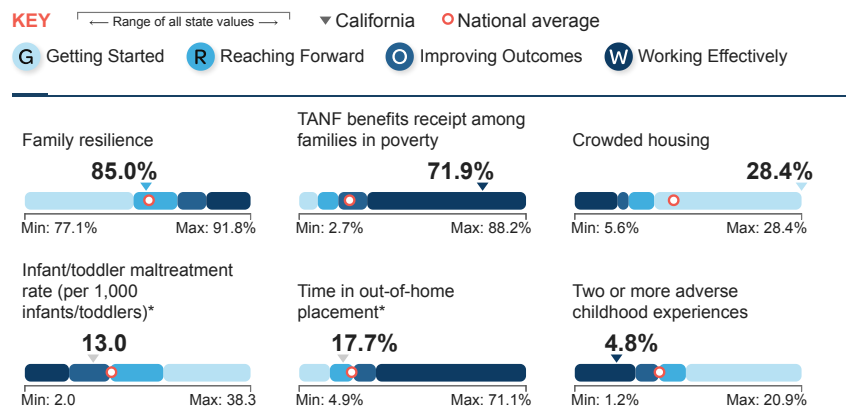 KEY
Range of all state values
California
National average
G Getting Started
R Reaching Forward
O Improving Outcomes
W Working Effectively
Family resilience
85.0%
Min: 77.1% Max: 91.8%
TANF benefits receipt among
families in poverty
71.9%
Min: 2.7% Max: 88.2%
Crowded housing
28.4%
Min: 5.6% Max: 28.4%
Infant/toddler maltreatment
rate (per 1,000
infants/toddlers)*
13.0
Min: 2.0 Max: 38.3
Time in out-of-home
placement*
17.7%
Min: 4.9% Max: 71.1%
Two or more adverse
childhood experiences
4.8%
Min: 1.2% Max: 20.9%